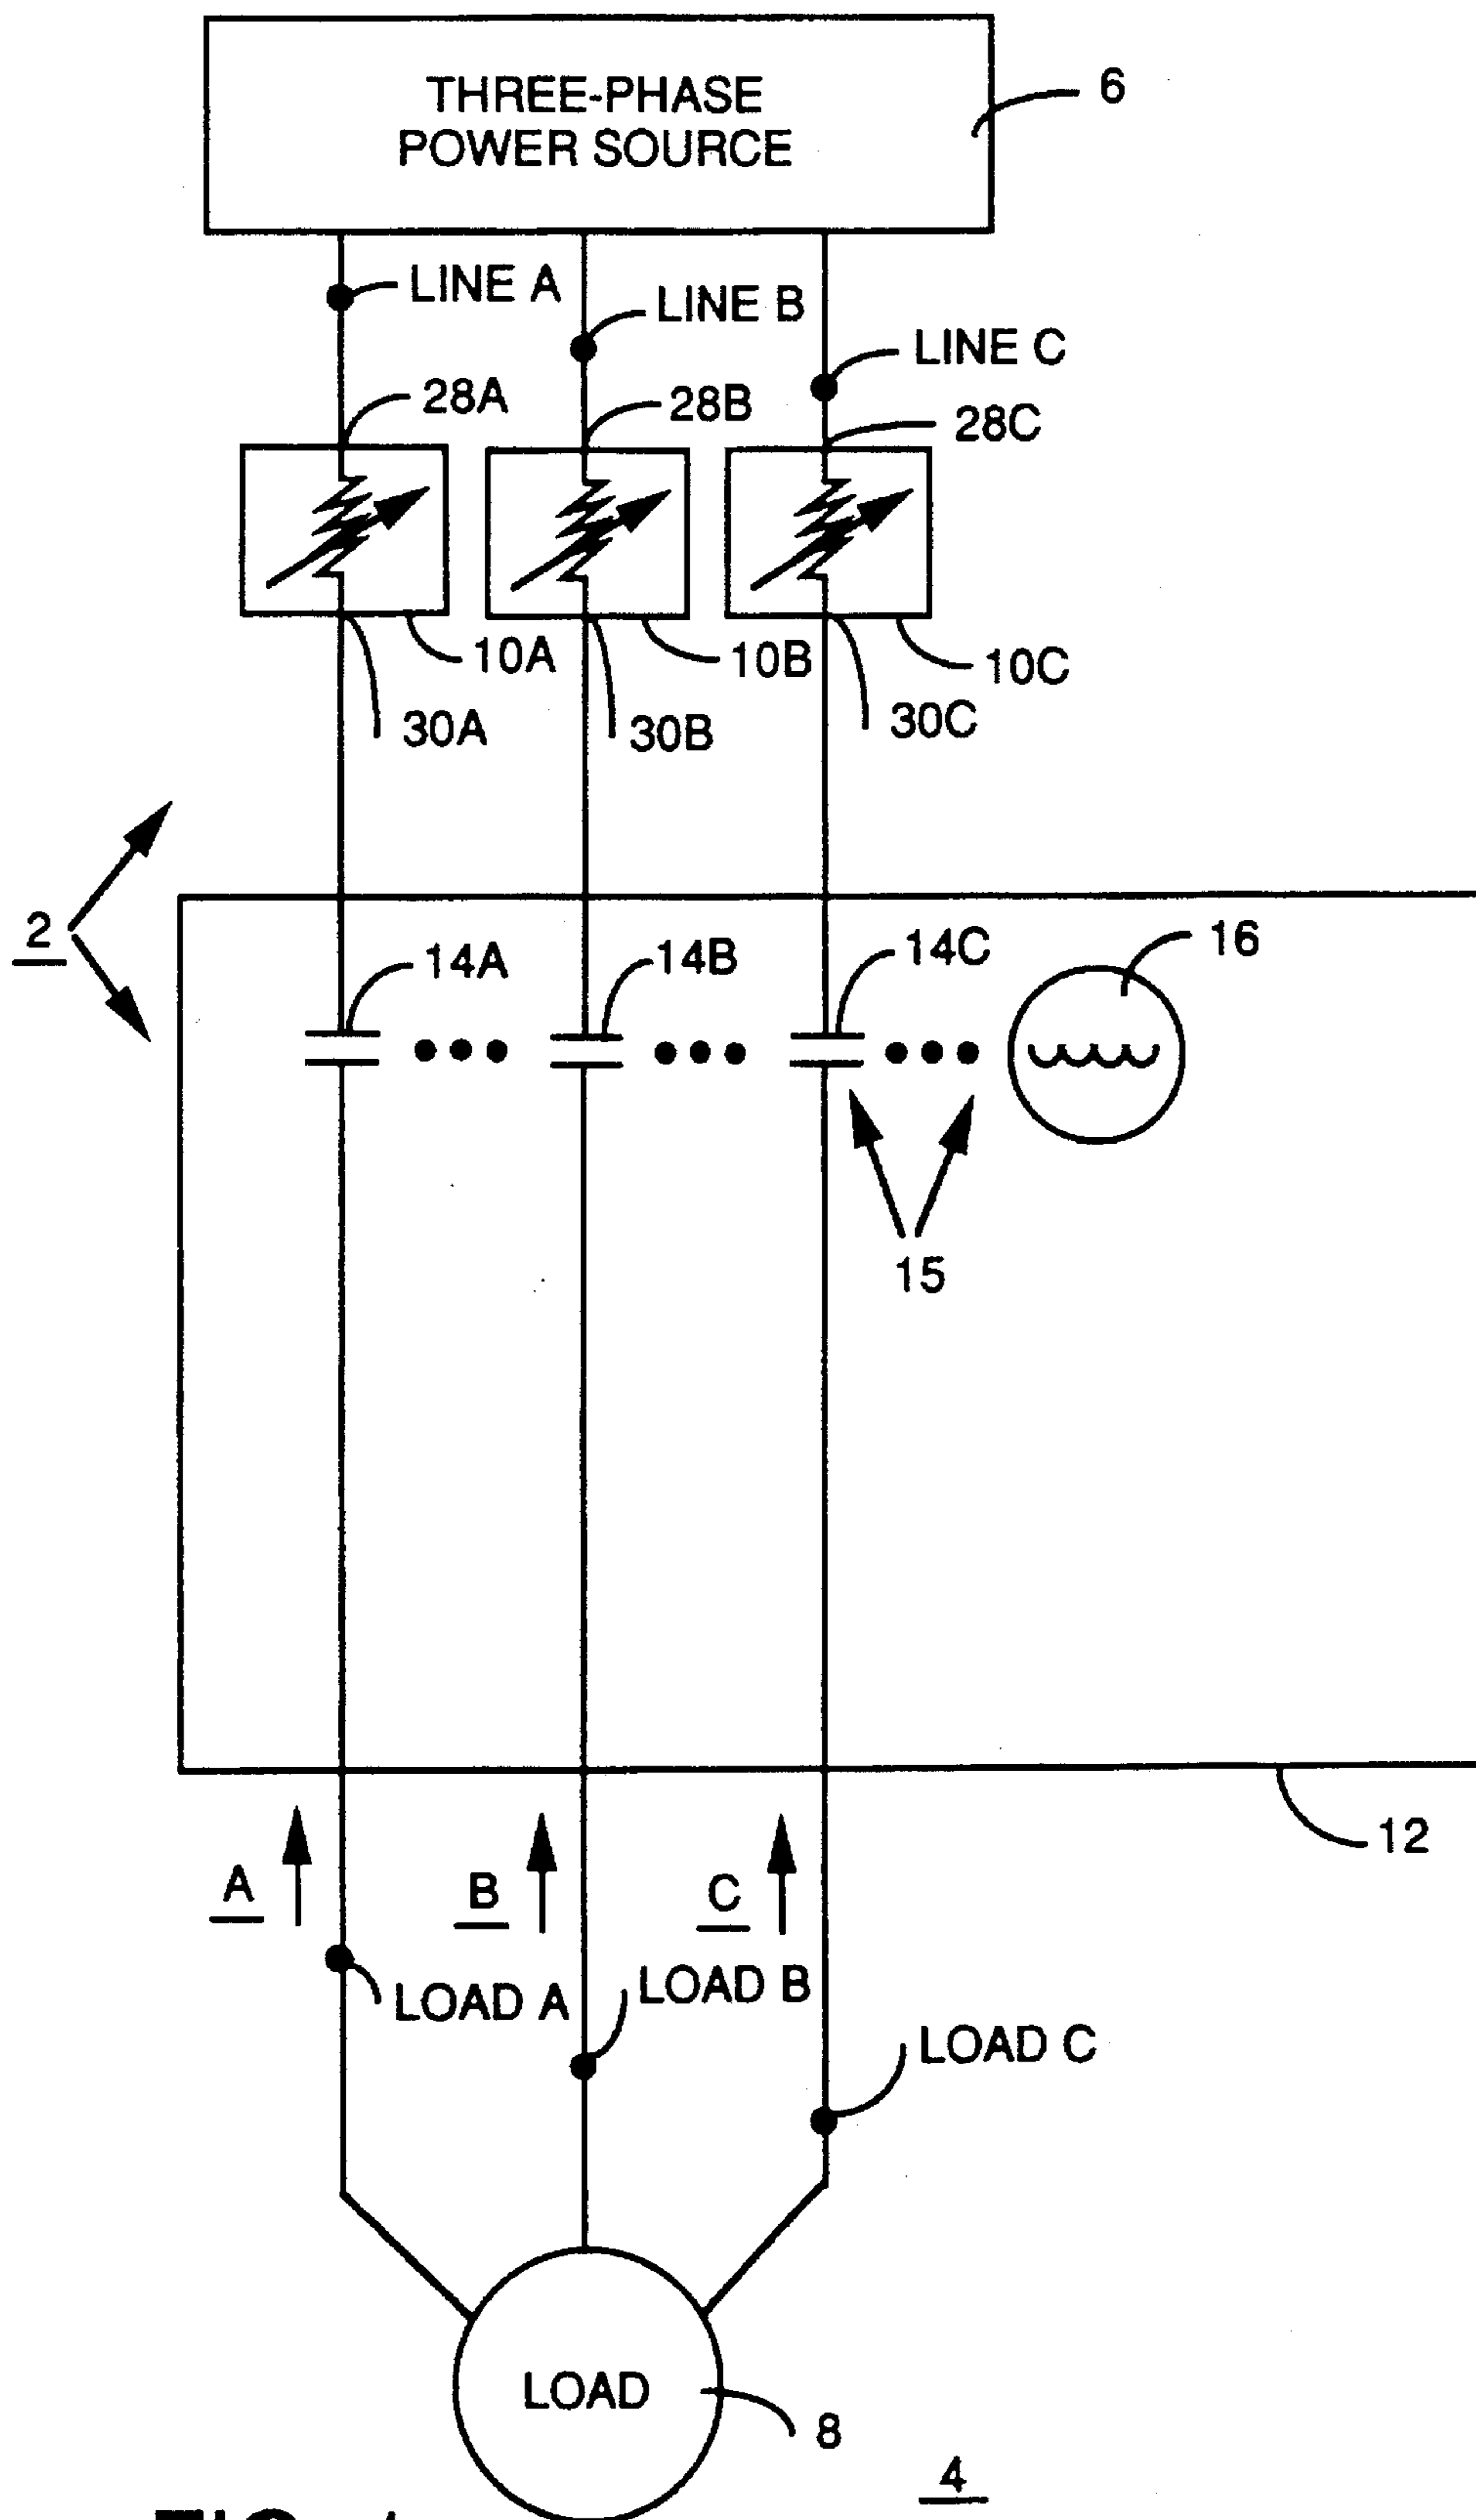 THREE-PHASE
POWER SOURCE
6
LINE A
LINE B
LINE C
28A
28B
28C
10A
10B
10C
30A
30B
30C
2
14A
14B
14C
16
15
12
A
B
C
LOAD A
LOAD B
LOAD C
LOAD
8
4